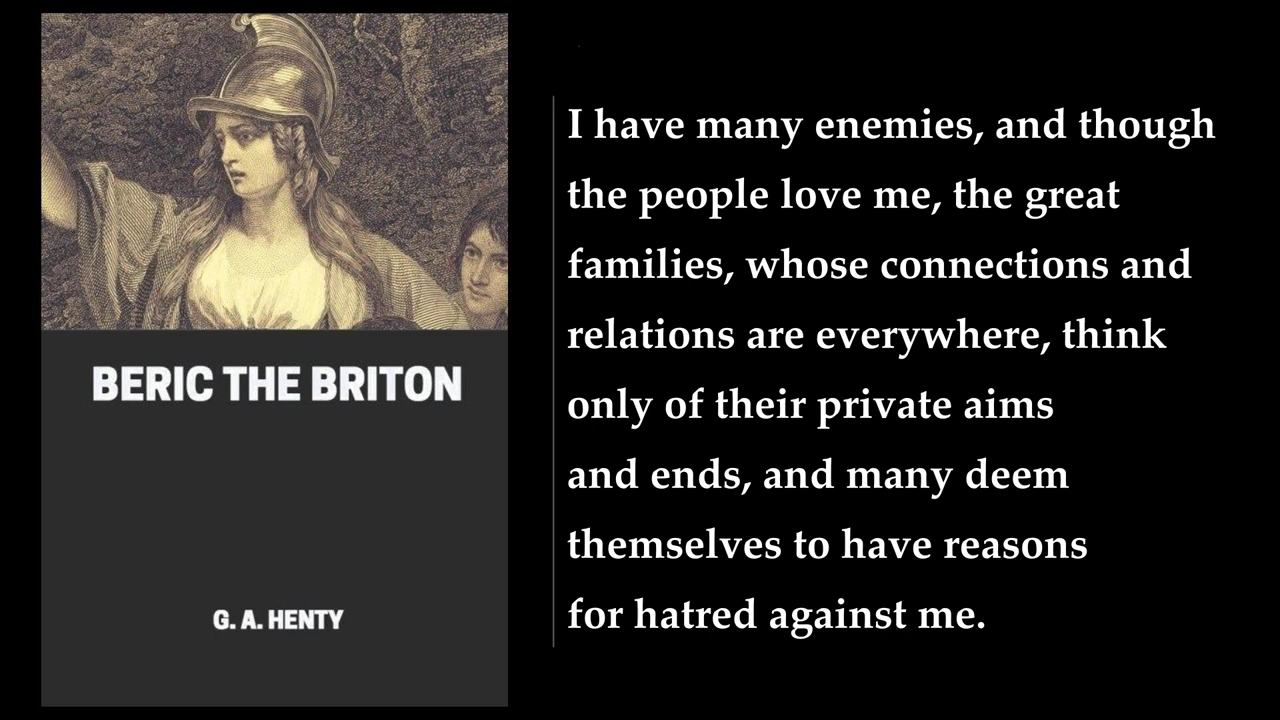 BERIC THE BRITON
G. A. HENTY
I have many enemies, and though
the people love me, the great
families, whose connections and
relations are everywhere, think
only of their private aims
and ends, and many deem
themselves to have reasons
for hatred against me.